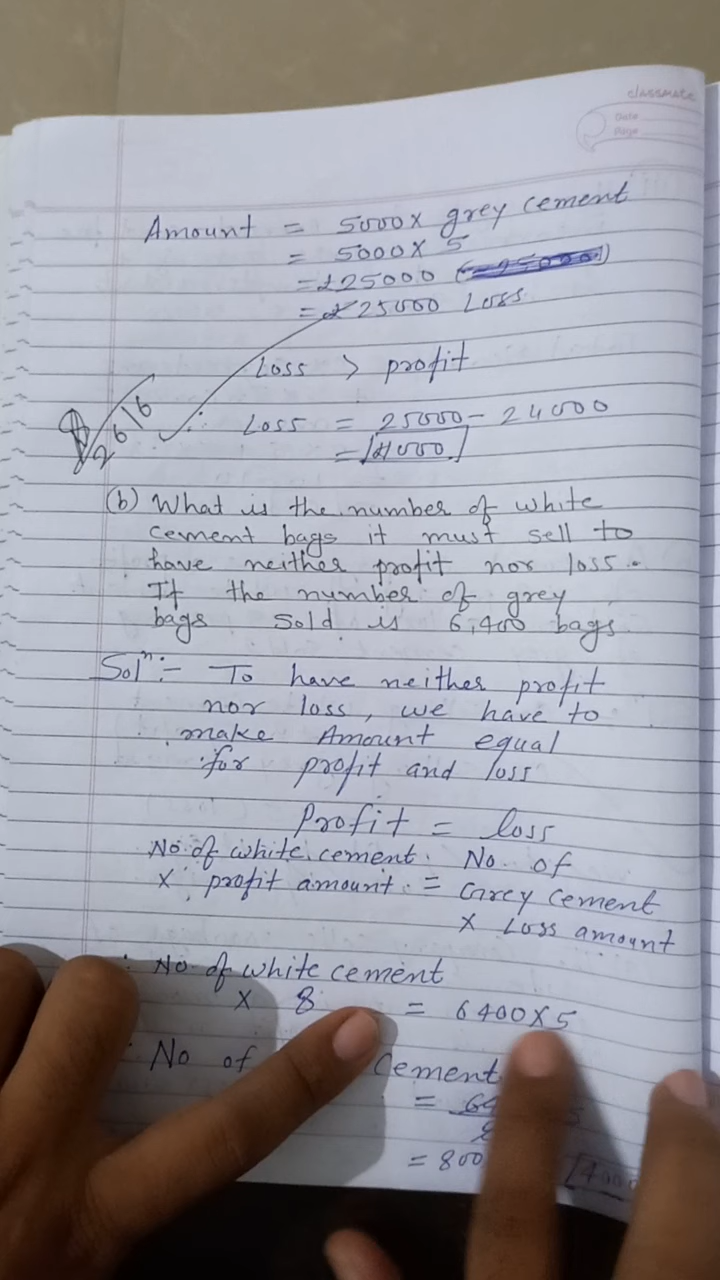 classmate
Date
Page
Amount = 5000 x grey cement
= 5000 x 5
= ₹25000
= ₹25000 Loss.
Loss > profit
26/6
∴ Loss = 25000 - 24000
= ₹1000
(b) What is the number of white
cement bags it must sell to
have neither profit nor loss.
If the number of grey
bags sold is 6,400 bags
Solⁿ:- To have neither profit
nor loss, we have to
make Amount equal
for profit and loss
Profit = loss
No. of white cement. No. of
x profit amount = Grey cement
x Loss amount
∴ No. of white cement
x 8 = 6400 x 5
No of cement
= 64
= 800